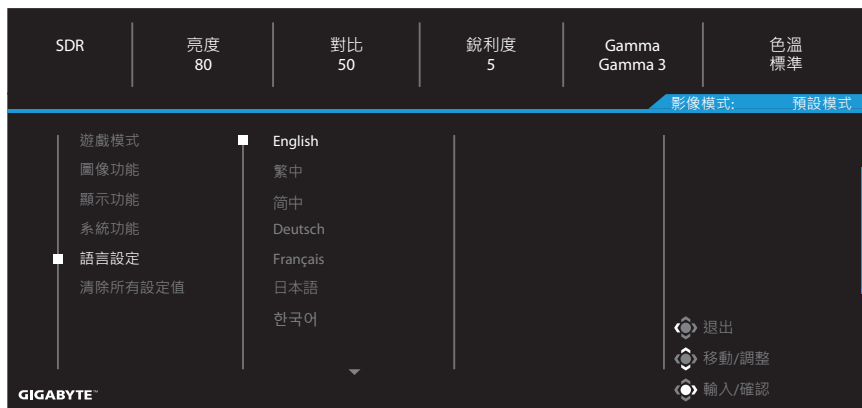 SDR
亮度
80
對比
50
銳利度
5
Gamma
Gamma 3
色溫
標準
影像模式: 預設模式
遊戲模式
圖像功能
顯示功能
系統功能
語言設定
清除所有設定值
English
繁中
简中
Deutsch
Français
日本語
한국어
退出
移動/調整
輸入/確認
GIGABYTE™